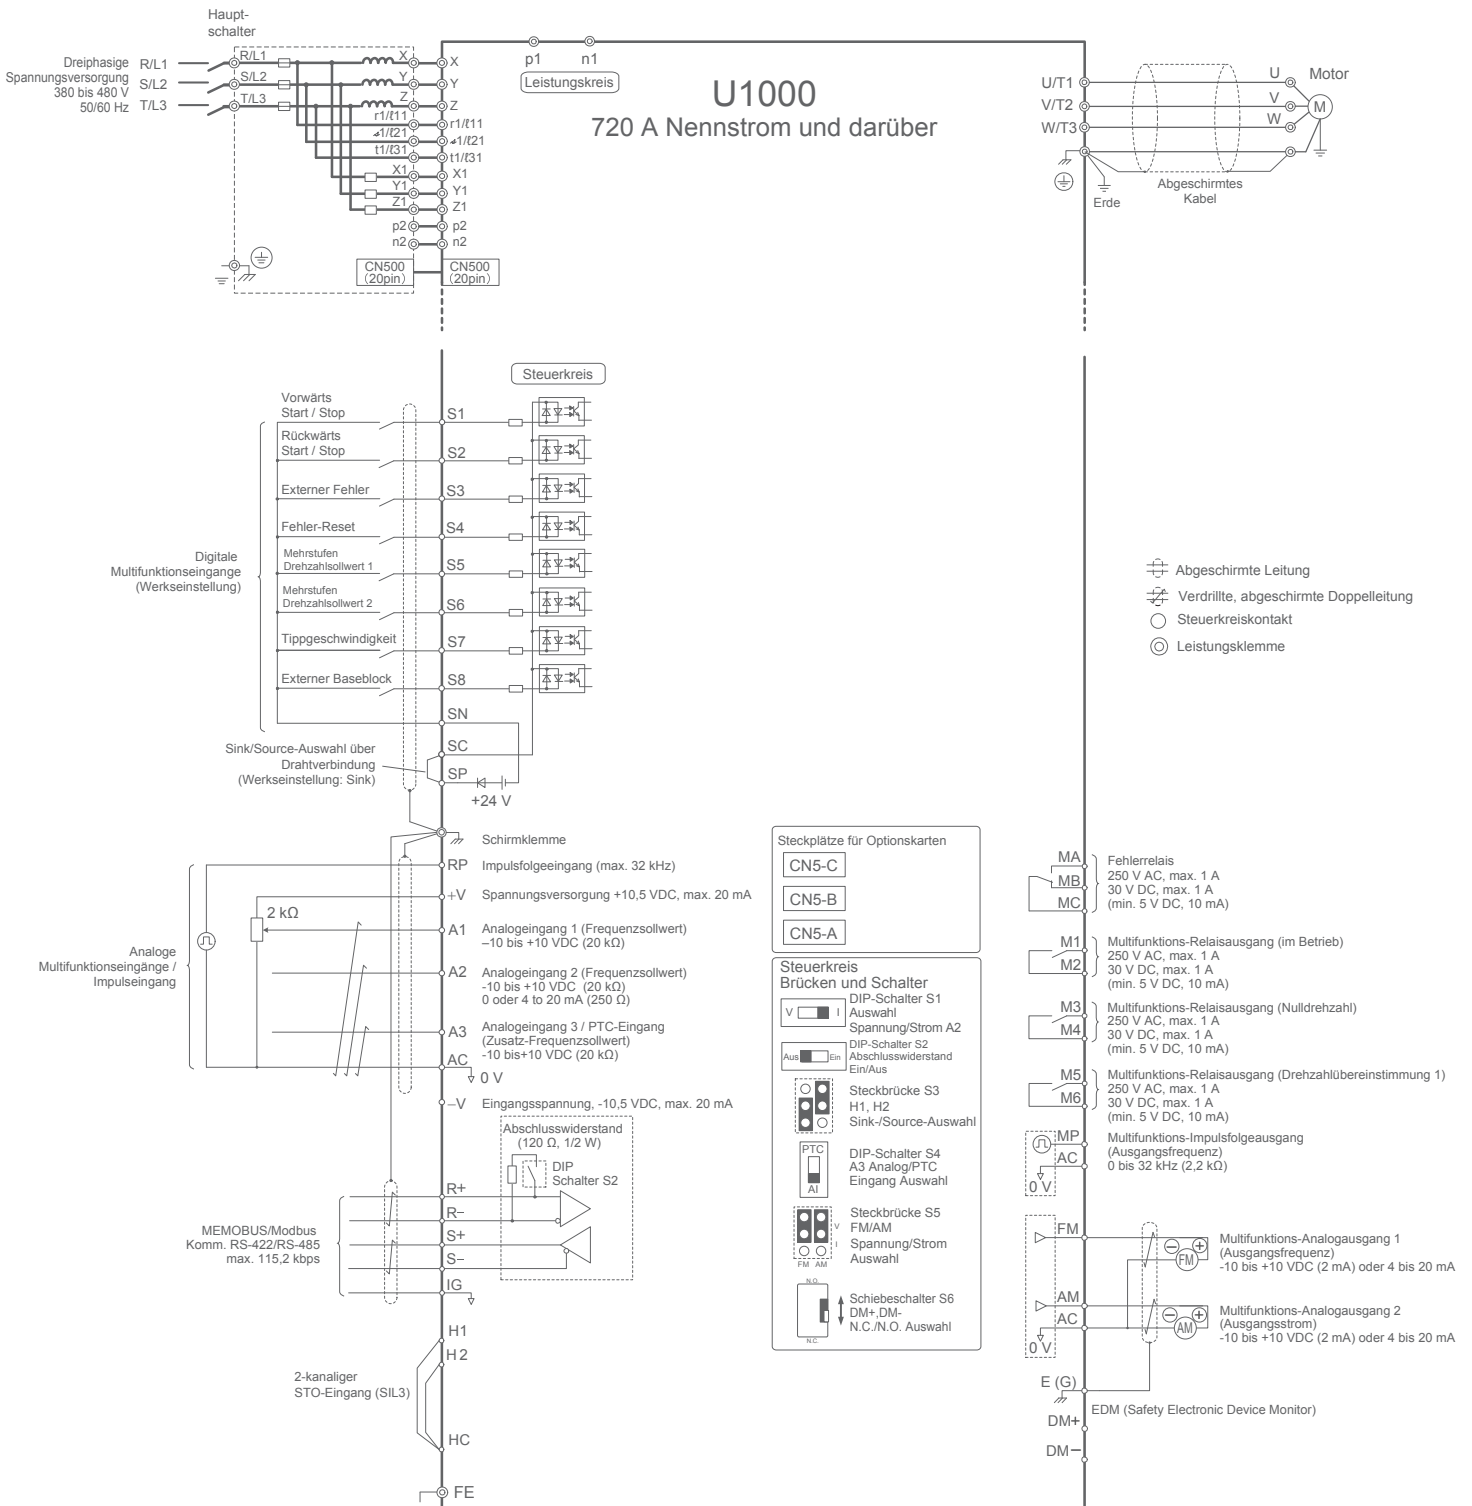 Haupt-
schalter
Dreiphasige
Spannungsversorgung
380 bis 480 V
50/60 Hz
R/L1
S/L2
T/L3
R/L1
S/L2
T/L3
X
Y
Z
r1/ℓ11
𝓈1/ℓ21
t1/ℓ31
X1
Y1
Z1
p2
n2
CN500
(20pin)
X
Y
Z
r1/ℓ11
𝓈1/ℓ21
t1/ℓ31
X1
Y1
Z1
p2
n2
CN500
(20pin)
p1
n1
Leistungskreis
U1000
720 A Nennstrom und darüber
U/T1
V/T2
W/T3
U
V
W
Motor
M
Erde
Abgeschirmtes
Kabel
Steuerkreis
Digitale
Multifunktionseingange
(Werkseinstellung)
Vorwärts
Start / Stop
S1
Rückwärts
Start / Stop
S2
Externer Fehler
S3
Fehler-Reset
S4
Mehrstufen
Drehzahlsollwert 1
S5
Mehrstufen
Drehzahlsollwert 2
S6
Tippgeschwindigkeit
S7
Externer Baseblock
S8
SN
SC
SP
+24 V
Sink/Source-Auswahl über
Drahtverbindung
(Werkseinstellung: Sink)
Abgeschirmte Leitung
Verdrillte, abgeschirmte Doppelleitung
Steuerkreiskontakt
Leistungsklemme
Schirmklemme
Analoge
Multifunktionseingänge /
Impulseingang
2 kΩ
RP
Impulsfolgeeingang (max. 32 kHz)
+V
Spannungsversorgung +10,5 VDC, max. 20 mA
A1
Analogeingang 1 (Frequenzsollwert)
–10 bis +10 VDC (20 kΩ)
A2
Analogeingang 2 (Frequenzsollwert)
-10 bis +10 VDC (20 kΩ)
0 oder 4 to 20 mA (250 Ω)
A3
Analogeingang 3 / PTC-Eingang
(Zusatz-Frequenzsollwert)
-10 bis+10 VDC (20 kΩ)
AC
0 V
–V
Eingangsspannung, -10,5 VDC, max. 20 mA
Abschlusswiderstand
(120 Ω, 1/2 W)
DIP
Schalter S2
MEMOBUS/Modbus
Komm. RS-422/RS-485
max. 115,2 kbps
R+
R–
S+
S–
IG
H1
H2
2-kanaliger
STO-Eingang (SIL3)
HC
FE
Steckplätze für Optionskarten
CN5-C
CN5-B
CN5-A
Steuerkreis
Brücken und Schalter
V
I
DIP-Schalter S1
Auswahl
Spannung/Strom A2
Aus
Ein
DIP-Schalter S2
Abschlusswiderstand
Ein/Aus
Steckbrücke S3
H1, H2
Sink-/Source-Auswahl
PTC
AI
DIP-Schalter S4
A3 Analog/PTC
Eingang Auswahl
V
I
FM AM
Steckbrücke S5
FM/AM
Spannung/Strom
Auswahl
N.O.
N.C.
Schiebeschalter S6
DM+,DM-
N.C./N.O. Auswahl
MA
MB
MC
Fehlerrelais
250 V AC, max. 1 A
30 V DC, max. 1 A
(min. 5 V DC, 10 mA)
M1
M2
Multifunktions-Relaisausgang (im Betrieb)
250 V AC, max. 1 A
30 V DC, max. 1 A
(min. 5 V DC, 10 mA)
M3
M4
Multifunktions-Relaisausgang (Nulldrehzahl)
250 V AC, max. 1 A
30 V DC, max. 1 A
(min. 5 V DC, 10 mA)
M5
M6
Multifunktions-Relaisausgang (Drehzahlübereinstimmung 1)
250 V AC, max. 1 A
30 V DC, max. 1 A
(min. 5 V DC, 10 mA)
MP
AC
0 V
Multifunktions-Impulsfolgeausgang
(Ausgangsfrequenz)
0 bis 32 kHz (2,2 kΩ)
FM
FM
Multifunktions-Analogausgang 1
(Ausgangsfrequenz)
-10 bis +10 VDC (2 mA) oder 4 bis 20 mA
AM
AC
0 V
AM
Multifunktions-Analogausgang 2
(Ausgangsstrom)
-10 bis +10 VDC (2 mA) oder 4 bis 20 mA
E (G)
EDM (Safety Electronic Device Monitor)
DM+
DM−